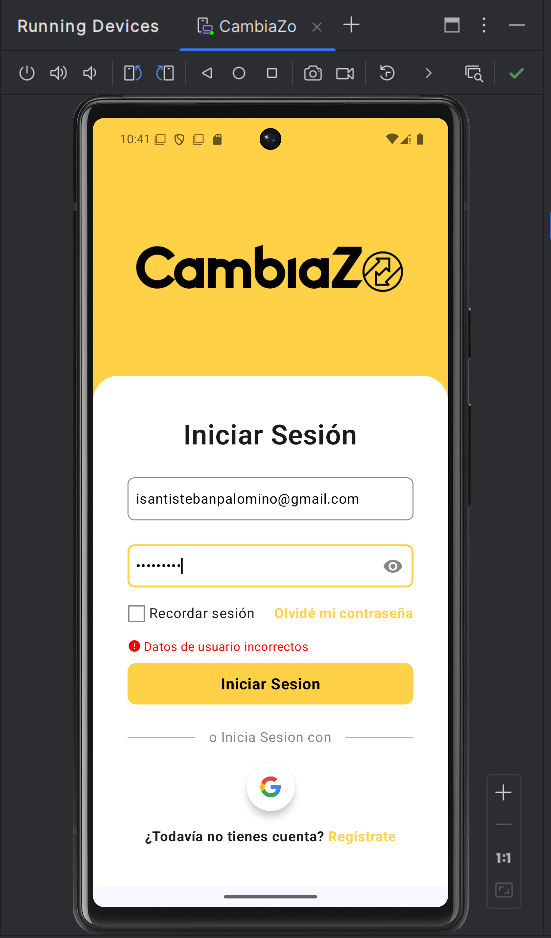 Running Devices CambiaZo
10:41
CambiaZo
Iniciar Sesión
isantistebanpalomino@gmail.com
•••••••••
Recordar sesión Olvidé mi contraseña
Datos de usuario incorrectos
Iniciar Sesion
o Inicia Sesion con
G
¿Todavía no tienes cuenta? Regístrate
1:1